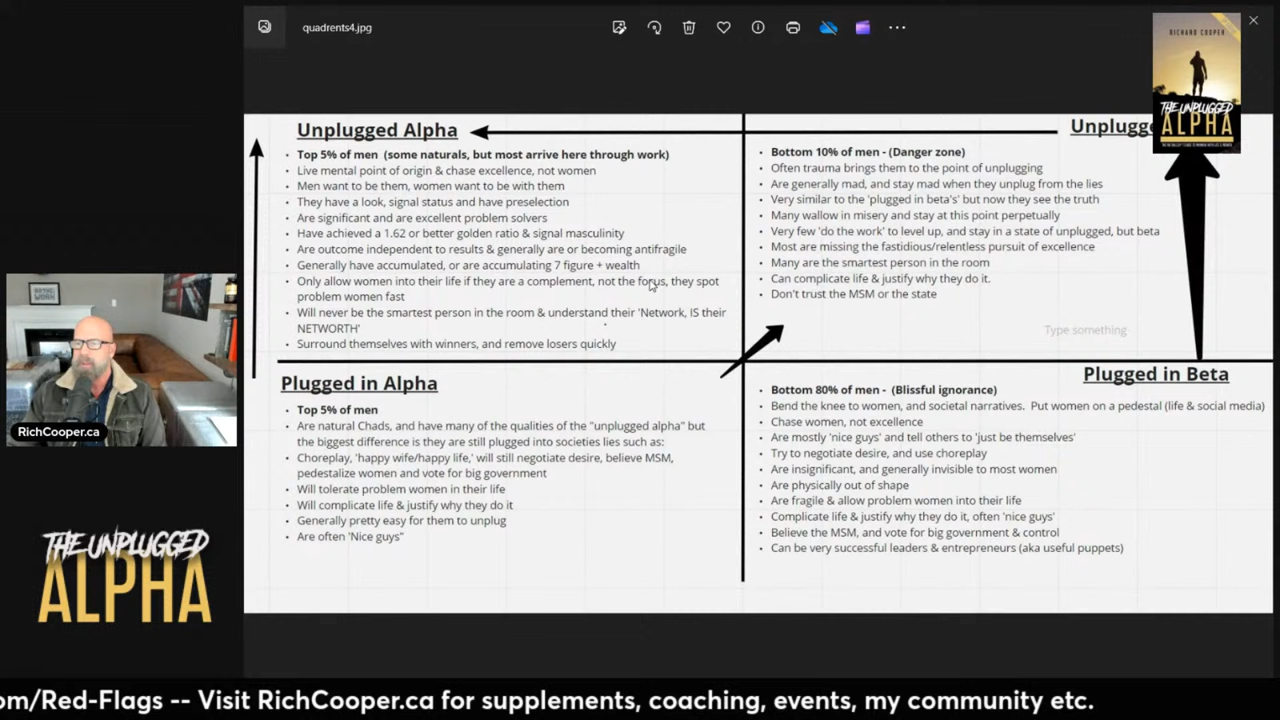 quadrents4.jpg
RICHARD COOPER
THE UNPLUGGED
ALPHA
Unplugged Alpha
• Top 5% of men (some naturals, but most arrive here through work)
• Live mental point of origin & chase excellence, not women
• Men want to be them, women want to be with them
• They have a look, signal status and have preselection
• Are significant and are excellent problem solvers
• Have achieved a 1.62 or better golden ratio & signal masculinity
• Are outcome independent to results & generally are or becoming antifragile
• Generally have accumulated, or are accumulating 7 figure + wealth
• Only allow women into their life if they are a complement, not the focus, they spot
problem women fast
• Will never be the smartest person in the room & understand their 'Network, IS their
NETWORTH'
• Surround themselves with winners, and remove losers quickly
Unplugge
• Bottom 10% of men - (Danger zone)
• Often trauma brings them to the point of unplugging
• Are generally mad, and stay mad when they unplug from the lies
• Very similar to the 'plugged in beta's' but now they see the truth
• Many wallow in misery and stay at this point perpetually
• Very few 'do the work' to level up, and stay in a state of unplugged, but beta
• Most are missing the fastidious/relentless pursuit of excellence
• Many are the smartest person in the room
• Can complicate life & justify why they do it.
• Don't trust the MSM or the state
Type something
Plugged in Alpha
• Top 5% of men
• Are natural Chads, and have many of the qualities of the "unplugged alpha" but
the biggest difference is they are still plugged into societies lies such as:
• Choreplay, 'happy wife/happy life,' will still negotiate desire, believe MSM,
pedestalize women and vote for big government
• Will tolerate problem women in their life
• Will complicate life & justify why they do it
• Generally pretty easy for them to unplug
• Are often 'Nice guys"
Plugged in Beta
• Bottom 80% of men - (Blissful ignorance)
• Bend the knee to women, and societal narratives. Put women on a pedestal (life & social media)
• Chase women, not excellence
• Are mostly 'nice guys' and tell others to 'just be themselves'
• Try to negotiate desire, and use choreplay
• Are insignificant, and generally invisible to most women
• Are physically out of shape
• Are fragile & allow problem women into their life
• Complicate life & justify why they do it, often 'nice guys'
• Believe the MSM, and vote for big government & control
• Can be very successful leaders & entrepreneurs (aka useful puppets)
RichCooper.ca
THE UNPLUGGED
ALPHA
om/Red-Flags -- Visit RichCooper.ca for supplements, coaching, events, my community etc.